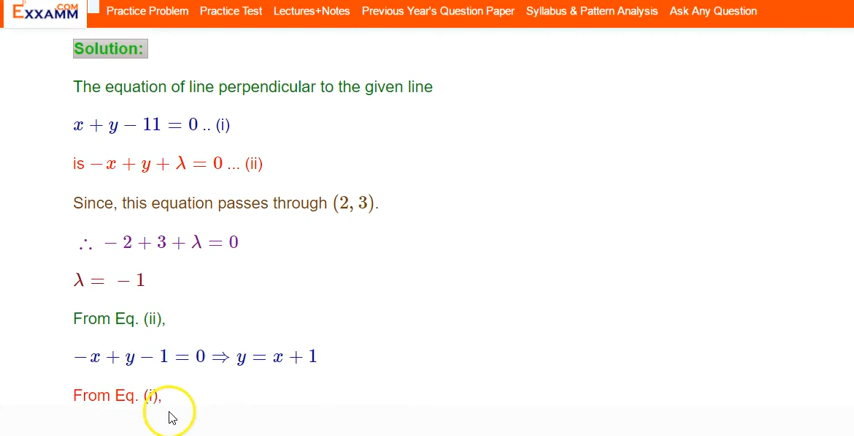 EXXAMM.COM Practice Problem Practice Test Lectures+Notes Previous Year's Question Paper Syllabus & Pattern Analysis Ask Any Question
Solution:
The equation of line perpendicular to the given line
x + y − 11 = 0 .. (i)
is −x + y + λ = 0 ... (ii)
Since, this equation passes through (2, 3).
∴ − 2 + 3 + λ = 0
λ = − 1
From Eq. (ii),
−x + y − 1 = 0 ⇒ y = x + 1
From Eq. (i),